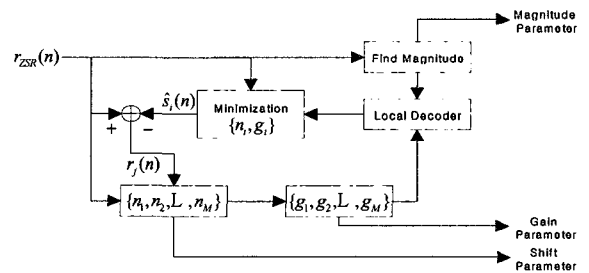 Magnitude
Parameter
r_ZSR(n)
Find Magnitude
ŝ_i(n)
Minimization
{n_i, g_i}
Local Decoder
+
−
r_j(n)
{n_1, n_2, L , n_M}
{g_1, g_2, L , g_M}
Gain
Parameter
Shift
Parameter